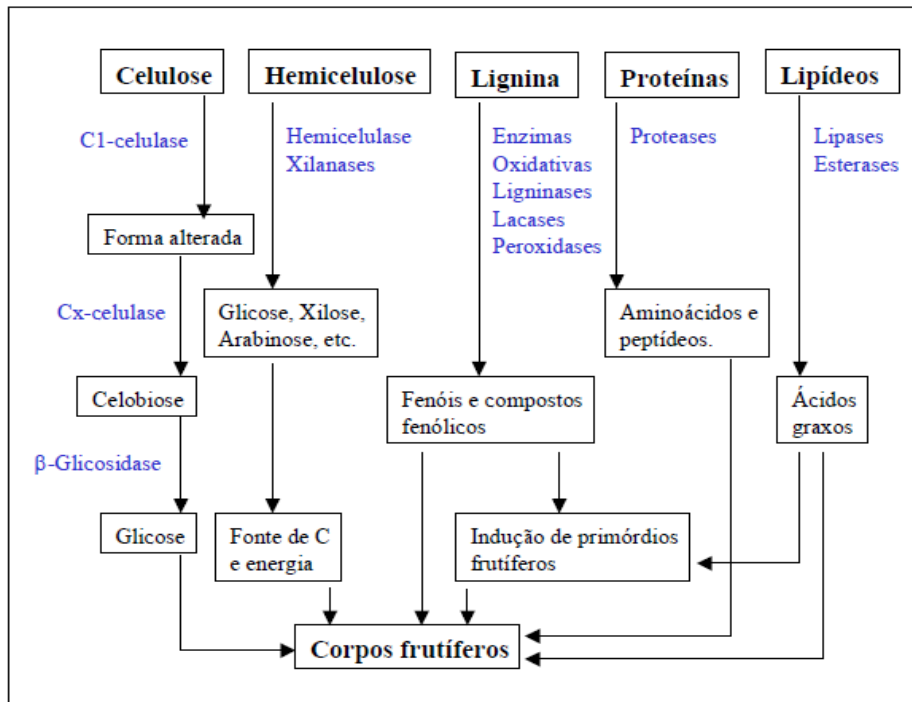 Celulose
Hemicelulose
Lignina
Proteínas
Lipídeos
C1-celulase
Hemicelulase
Xilanases
Enzimas
Oxidativas
Ligninases
Lacases
Peroxidases
Proteases
Lipases
Esterases
Forma alterada
Cx-celulase
Glicose, Xilose,
Arabinose, etc.
Aminoácidos e
peptídeos.
Celobiose
Fenóis e compostos
fenólicos
Ácidos
graxos
β-Glicosidase
Glicose
Fonte de C
e energia
Indução de primórdios
frutíferos
Corpos frutíferos